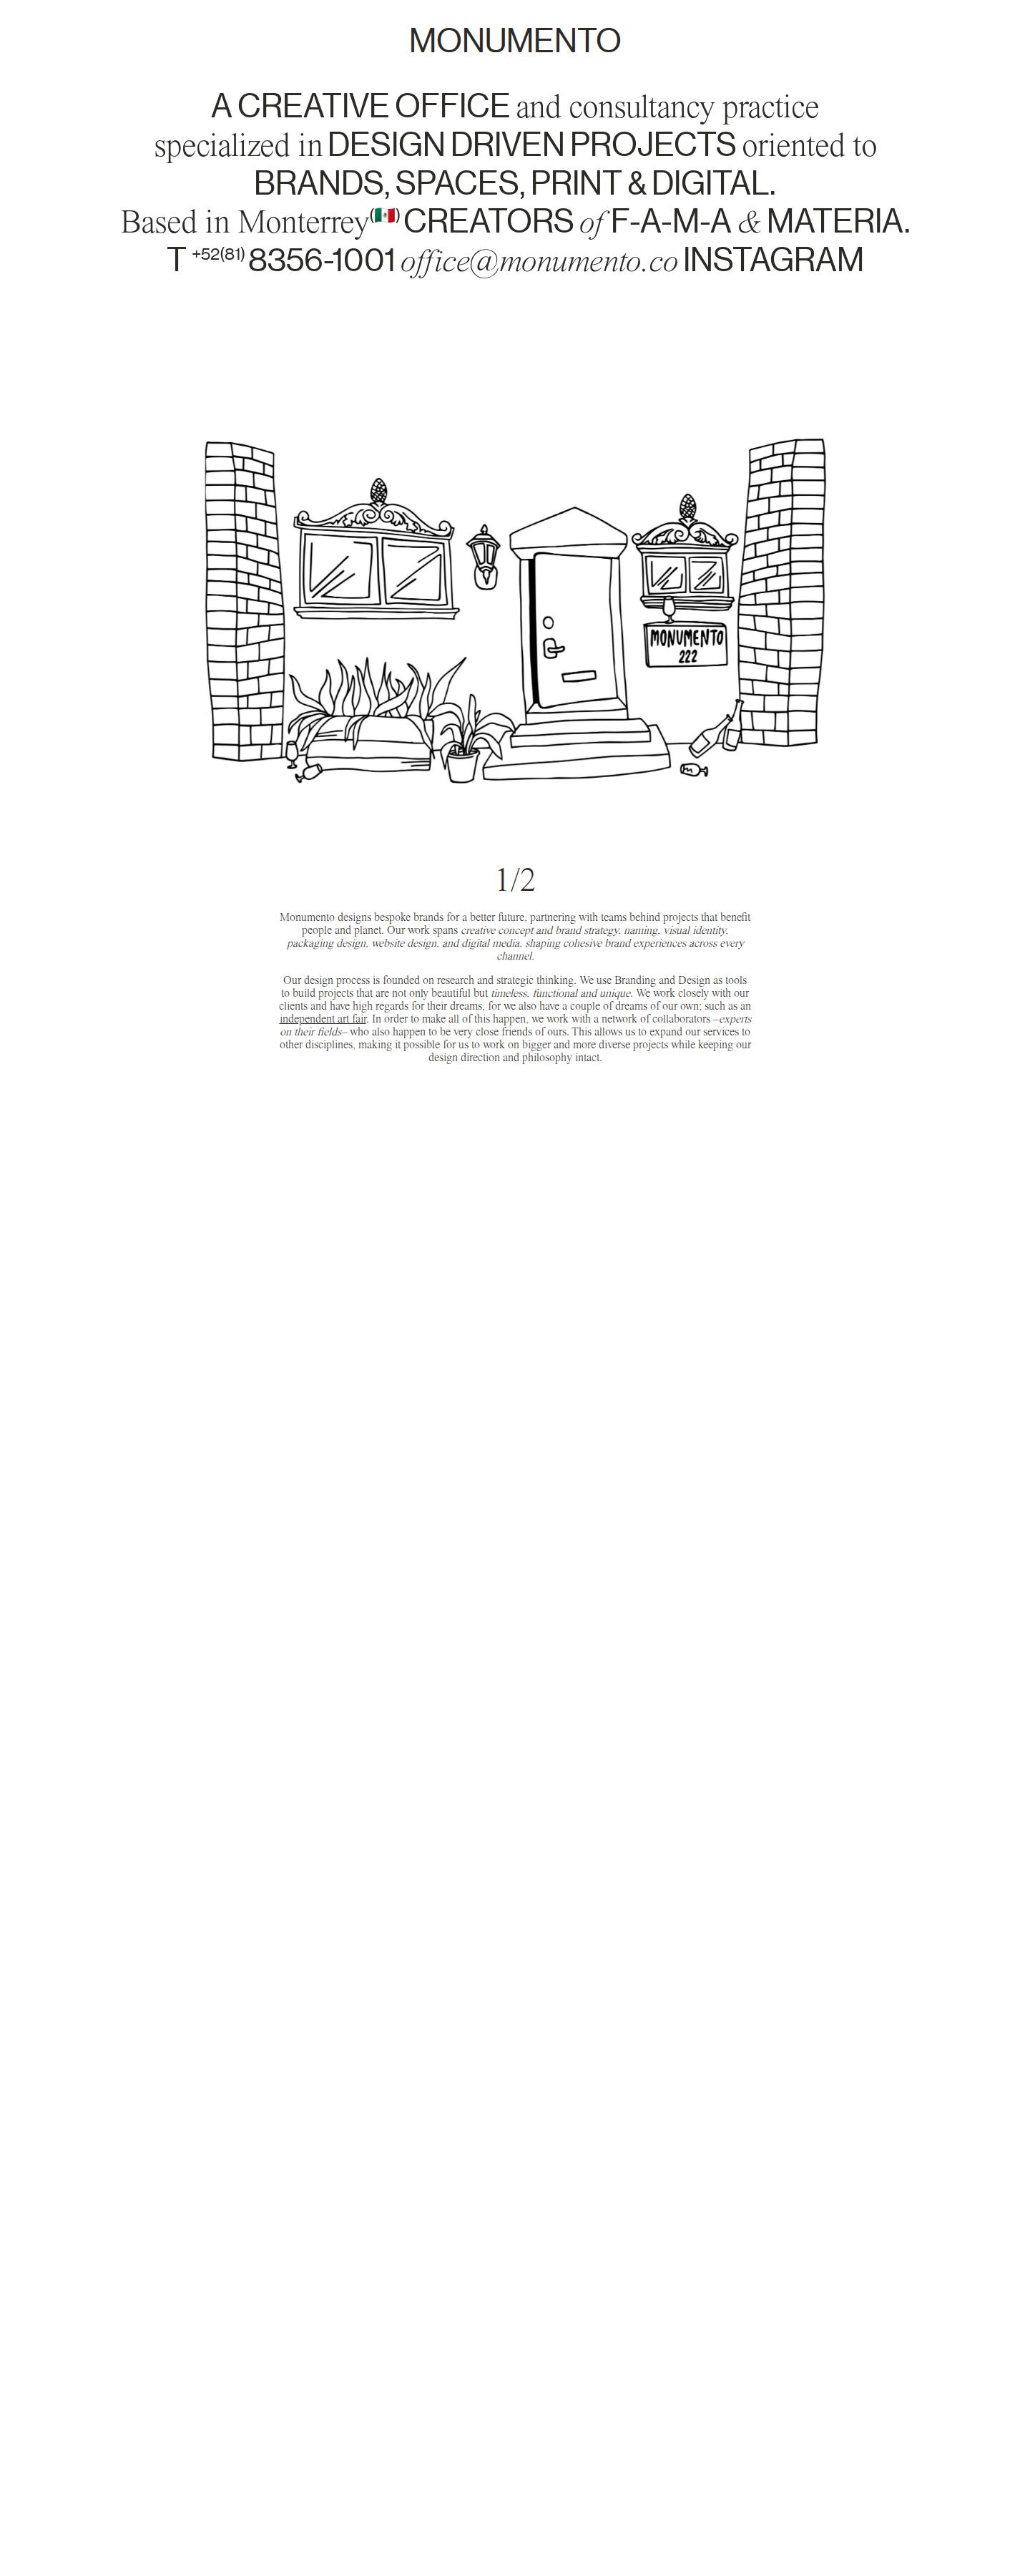 MONUMENTO
A CREATIVE OFFICE and consultancy practice
specialized in DESIGN DRIVEN PROJECTS oriented to
BRANDS, SPACES, PRINT & DIGITAL.
Based in Monterrey(🇲🇽) CREATORS of F-A-M-A & MATERIA.
T +52(81) 8356-1001 office@monumento.co INSTAGRAM
MONUMENTO
222
1/2
Monumento designs bespoke brands for a better future, partnering with teams behind projects that benefit
people and planet. Our work spans creative concept and brand strategy, naming, visual identity,
packaging design, website design, and digital media, shaping cohesive brand experiences across every
channel.
Our design process is founded on research and strategic thinking. We use Branding and Design as tools
to build projects that are not only beautiful but timeless, functional and unique. We work closely with our
clients and have high regards for their dreams, for we also have a couple of dreams of our own; such as an
independent art fair. In order to make all of this happen, we work with a network of collaborators –experts
on their fields– who also happen to be very close friends of ours. This allows us to expand our services to
other disciplines, making it possible for us to work on bigger and more diverse projects while keeping our
design direction and philosophy intact.